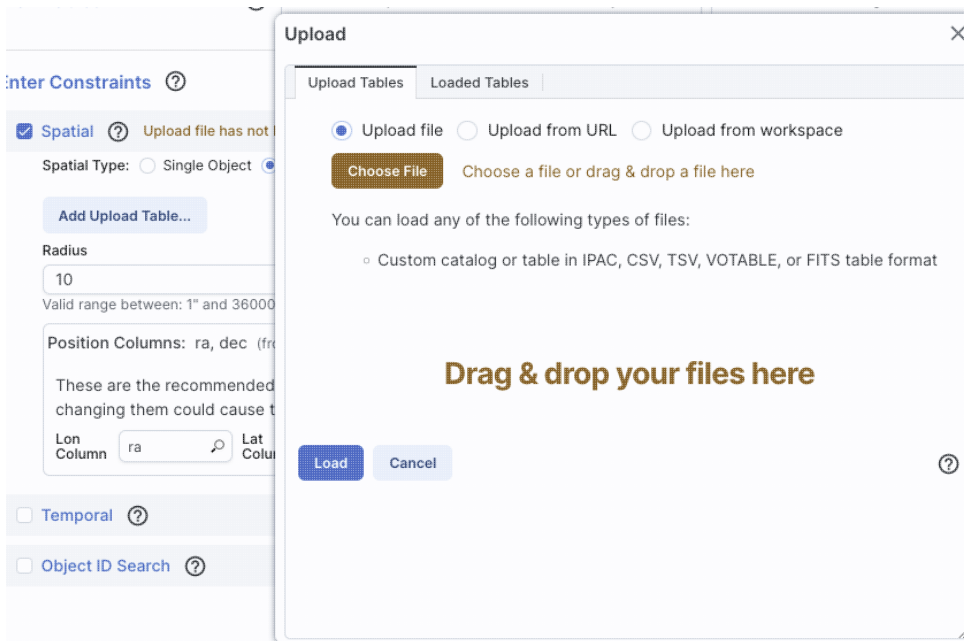 Upload
Upload Tables
Loaded Tables
Upload file
Upload from URL
Upload from workspace
Choose File
Choose a file or drag & drop a file here
You can load any of the following types of files:
Custom catalog or table in IPAC, CSV, TSV, VOTABLE, or FITS table format
Drag & drop your files here
Load
Cancel
Enter Constraints
Spatial
Upload file has not
Spatial Type:
Single Object
Add Upload Table...
Radius
10
Valid range between: 1" and 36000
Position Columns: ra, dec
These are the recommended
changing them could cause
Lon
Column
ra
Lat
Temporal
Object ID Search